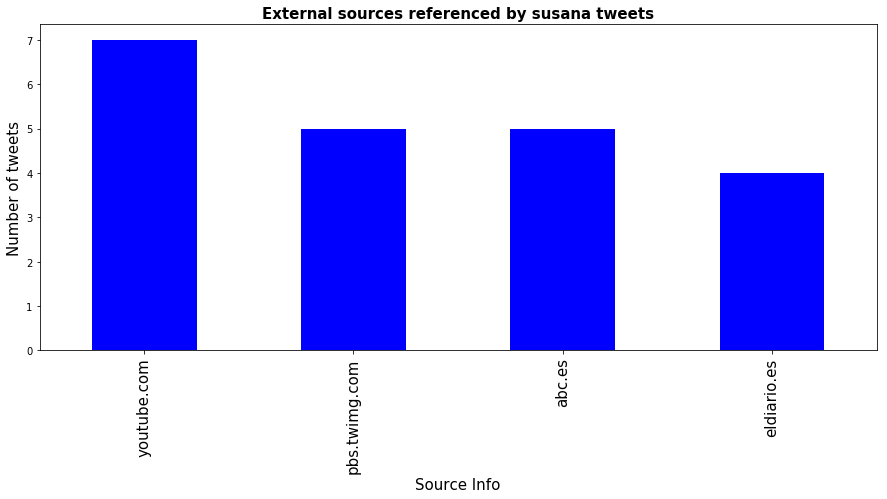 External sources referenced by susana tweets
Number of tweets
7
6
5
4
3
2
1
0
youtube.com
pbs.twimg.com
abc.es
eldiario.es
Source Info